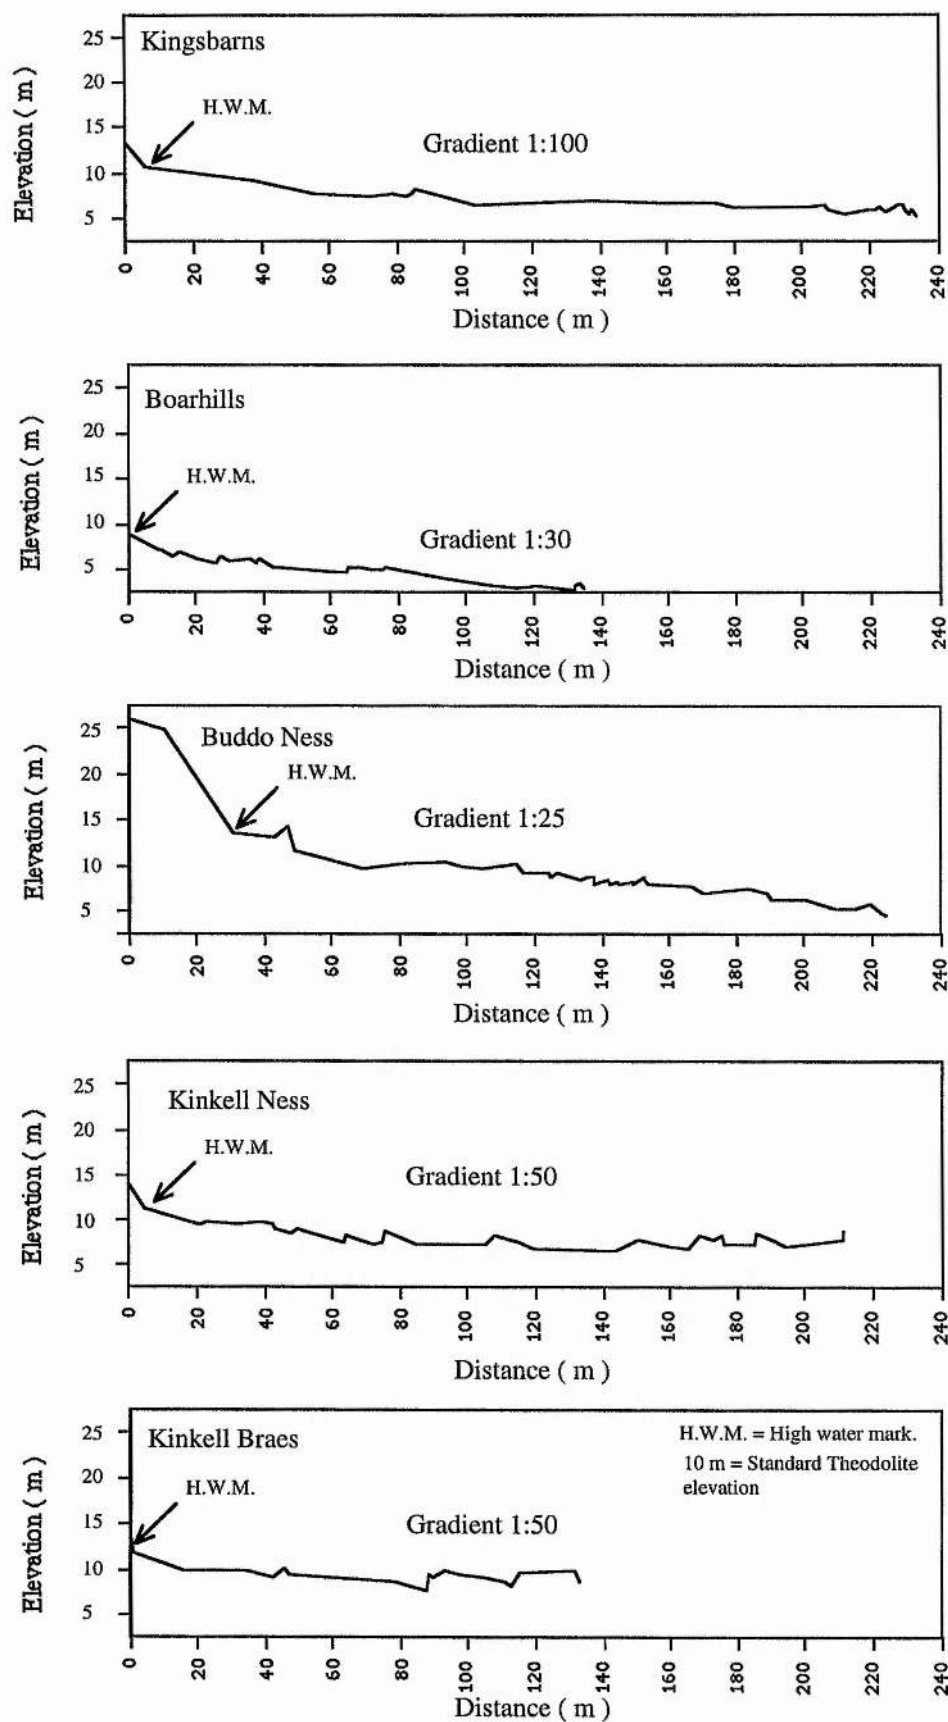 Kingsbarns
H.W.M.
Gradient 1:100
Elevation ( m )
25
20
15
10
5
0 20 40 60 80 100 120 140 160 180 200 220 240
Distance ( m )
Boarhills
H.W.M.
Gradient 1:30
Elevation ( m )
25
20
15
10
5
0 20 40 60 80 100 120 140 160 180 200 220 240
Distance ( m )
Buddo Ness
H.W.M.
Gradient 1:25
Elevation ( m )
25
20
15
10
5
0 20 40 60 80 100 120 140 160 180 200 220 240
Distance ( m )
Kinkell Ness
H.W.M.
Gradient 1:50
Elevation ( m )
25
20
15
10
5
0 20 40 60 80 100 120 140 160 180 200 220 240
Distance ( m )
Kinkell Braes
H.W.M.
Gradient 1:50
H.W.M. = High water mark.
10 m = Standard Theodolite
elevation
Elevation ( m )
25
20
15
10
5
0 20 40 60 80 100 120 140 160 180 200 220 240
Distance ( m )